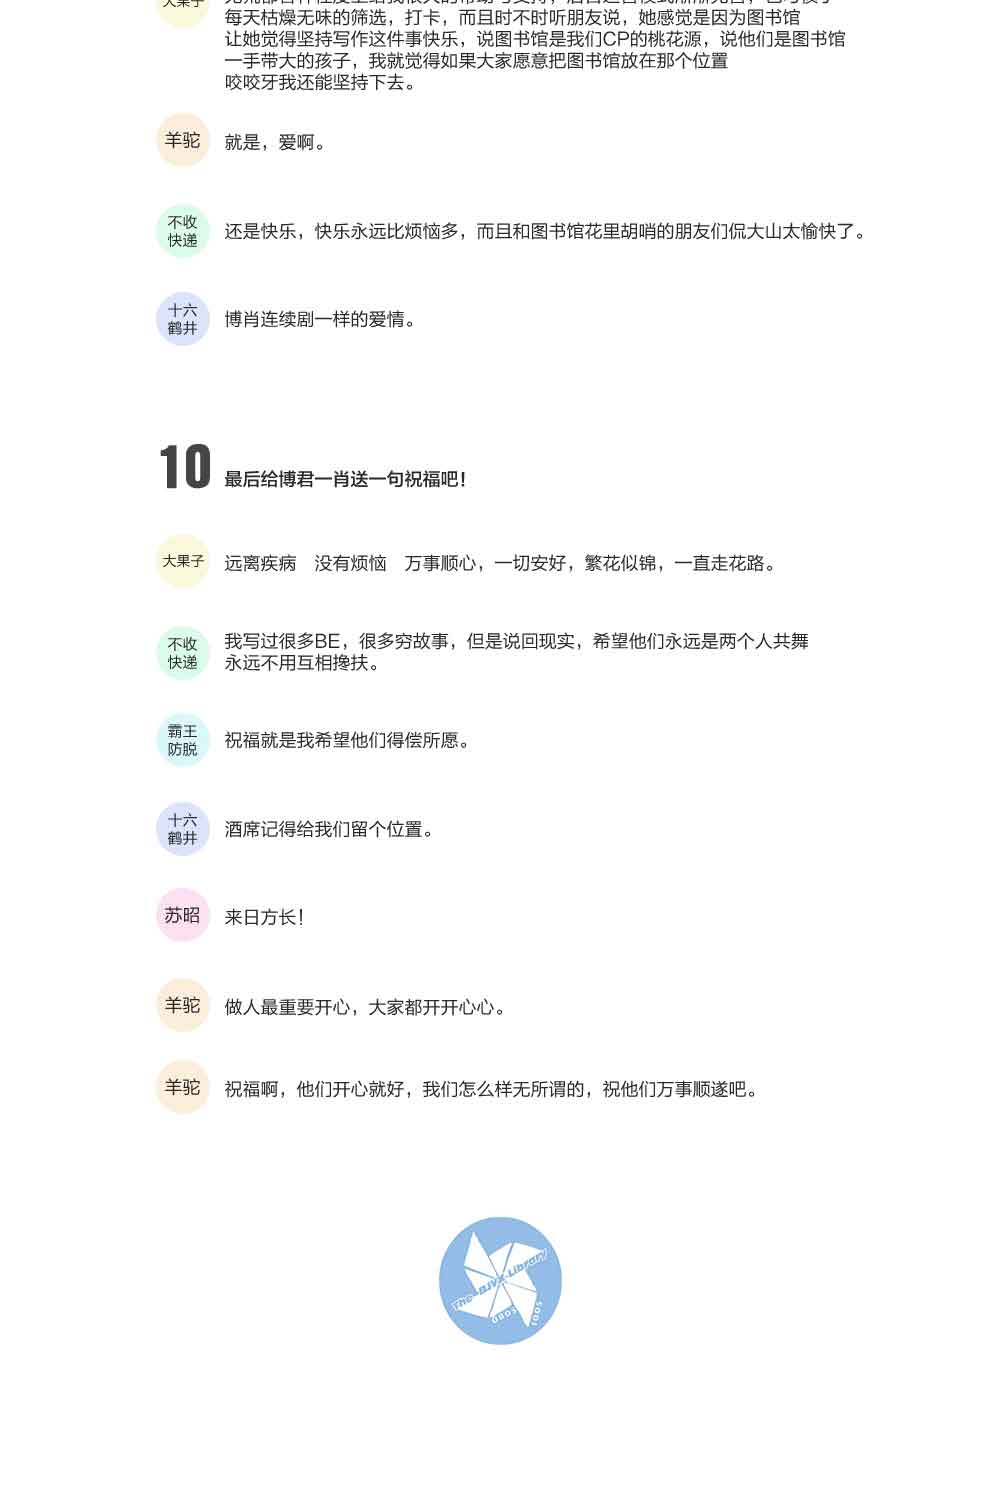 大果子
每天枯燥无味的筛选，打卡，而且时不时听朋友说，她感觉是因为图书馆
让她觉得坚持写作这件事快乐，说图书馆是我们CP的桃花源，说他们是图书馆
一手带大的孩子，我就觉得如果大家愿意把图书馆放在那个位置
咬咬牙我还能坚持下去。
羊驼
就是，爱啊。
不收
快递
还是快乐，快乐永远比烦恼多，而且和图书馆花里胡哨的朋友们侃大山太愉快了。
十六
鹤井
博肖连续剧一样的爱情。
10
最后给博君一肖送一句祝福吧！
大果子
远离疾病　没有烦恼　万事顺心，一切安好，繁花似锦，一直走花路。
不收
快递
我写过很多BE，很多穷故事，但是说回现实，希望他们永远是两个人共舞
永远不用互相搀扶。
霸王
防脱
祝福就是我希望他们得偿所愿。
十六
鹤井
酒席记得给我们留个位置。
苏昭
来日方长！
羊驼
做人最重要开心，大家都开开心心。
羊驼
祝福啊，他们开心就好，我们怎么样无所谓的，祝他们万事顺遂吧。
The BJYX Library
0805
1005